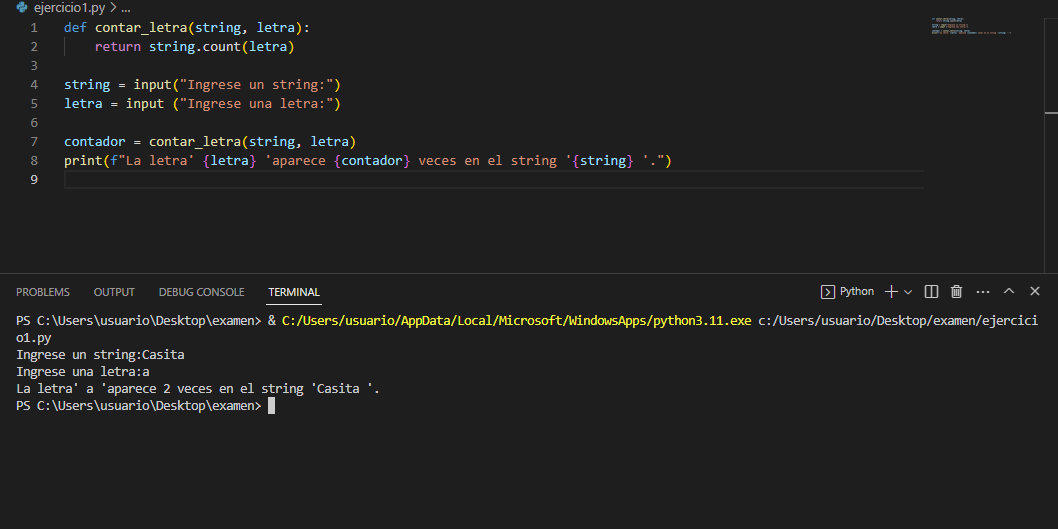 ejercicio1.py > ...
1 def contar_letra(string, letra):
2     return string.count(letra)
3
4 string = input("Ingrese un string:")
5 letra = input ("Ingrese una letra:")
6
7 contador = contar_letra(string, letra)
8 print(f"La letra' {letra} 'aparece {contador} veces en el string '{string} '.")
9
PROBLEMS OUTPUT DEBUG CONSOLE TERMINAL Python
PS C:\Users\usuario\Desktop\examen> & C:/Users/usuario/AppData/Local/Microsoft/WindowsApps/python3.11.exe c:/Users/usuario/Desktop/examen/ejercici
o1.py
Ingrese un string:Casita
Ingrese una letra:a
La letra' a 'aparece 2 veces en el string 'Casita '.
PS C:\Users\usuario\Desktop\examen>